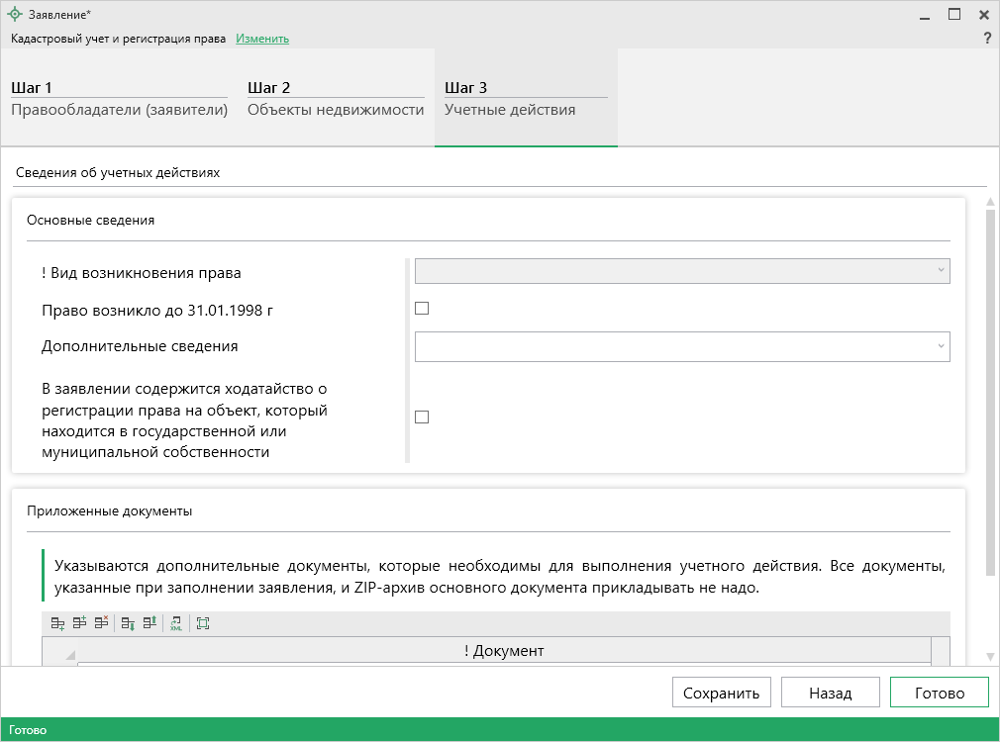 Заявление*
Кадастровый учет и регистрация права Изменить
?
Шаг 1
Правообладатели (заявители)
Шаг 2
Объекты недвижимости
Шаг 3
Учетные действия
Сведения об учетных действиях
Основные сведения
! Вид возникновения права
Право возникло до 31.01.1998 г
Дополнительные сведения
В заявлении содержится ходатайство о
регистрации права на объект, который
находится в государственной или
муниципальной собственности
Приложенные документы
Указываются дополнительные документы, которые необходимы для выполнения учетного действия. Все документы,
указанные при заполнении заявления, и ZIP-архив основного документа прикладывать не надо.
XML
! Документ
Сохранить
Назад
Готово
Готово